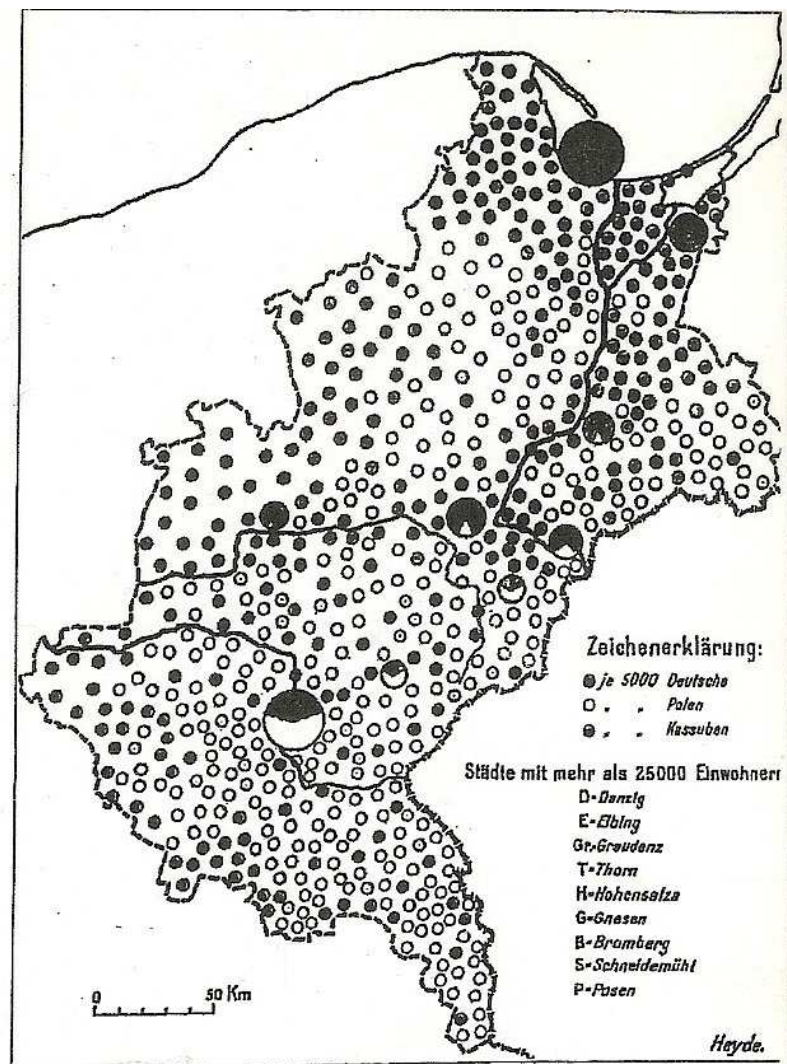 Zeichenerklärung:
je 5000 Deutsche
" " Polen
" " Kassuben
Städte mit mehr als 25000 Einwohnern
D=Danzig
E=Elbing
Gr.=Graudenz
T=Thorn
H=Hohensalza
G=Gnesen
B=Bromberg
S=Schneidemühl
P=Posen
0 50 Km
Heyde.